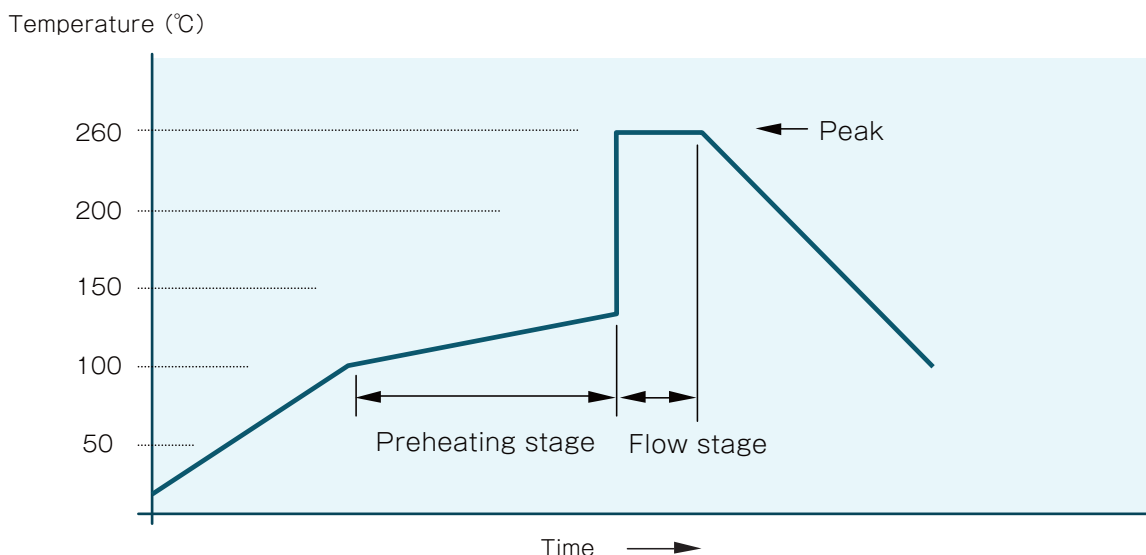 Temperature (℃)
260
Peak
200
150
100
50
Preheating stage
Flow stage
Time